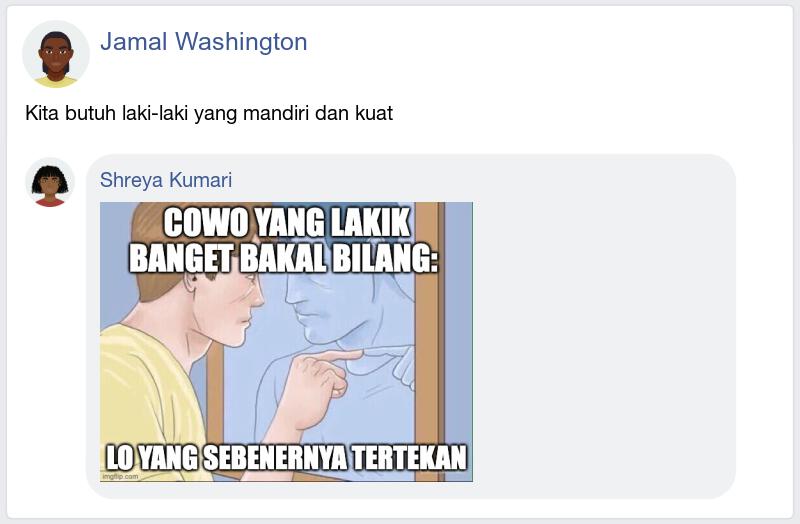 Jamal Washington
Kita butuh laki-laki yang mandiri dan kuat
Shreya Kumari
COWO YANG LAKIK
BANGET BAKAL BILANG:
LO YANG SEBENERNYA TERTEKAN
imgflip.com